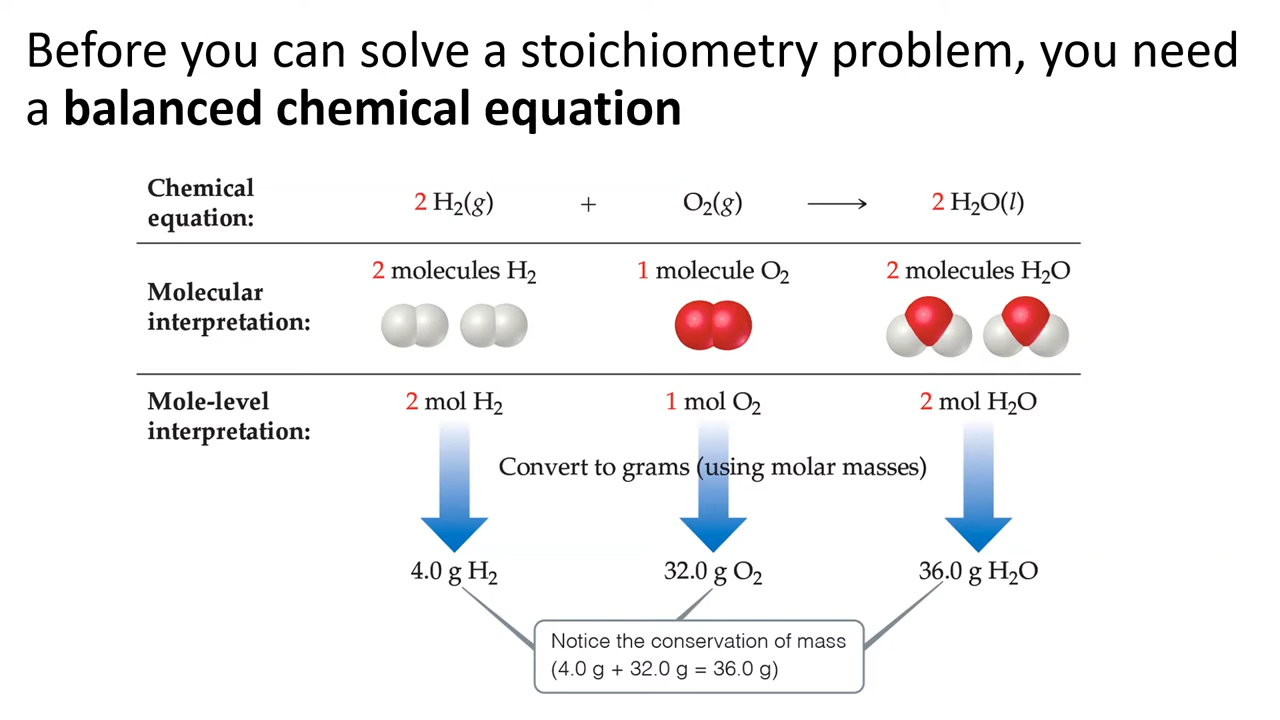 Before you can solve a stoichiometry problem, you need
a balanced chemical equation
Chemical
equation:
2 H₂(g) + O₂(g) ⟶ 2 H₂O(l)
2 molecules H₂ 1 molecule O₂ 2 molecules H₂O
Molecular
interpretation:
Mole-level
interpretation:
2 mol H₂ 1 mol O₂ 2 mol H₂O
Convert to grams (using molar masses)
4.0 g H₂ 32.0 g O₂ 36.0 g H₂O
Notice the conservation of mass
(4.0 g + 32.0 g = 36.0 g)